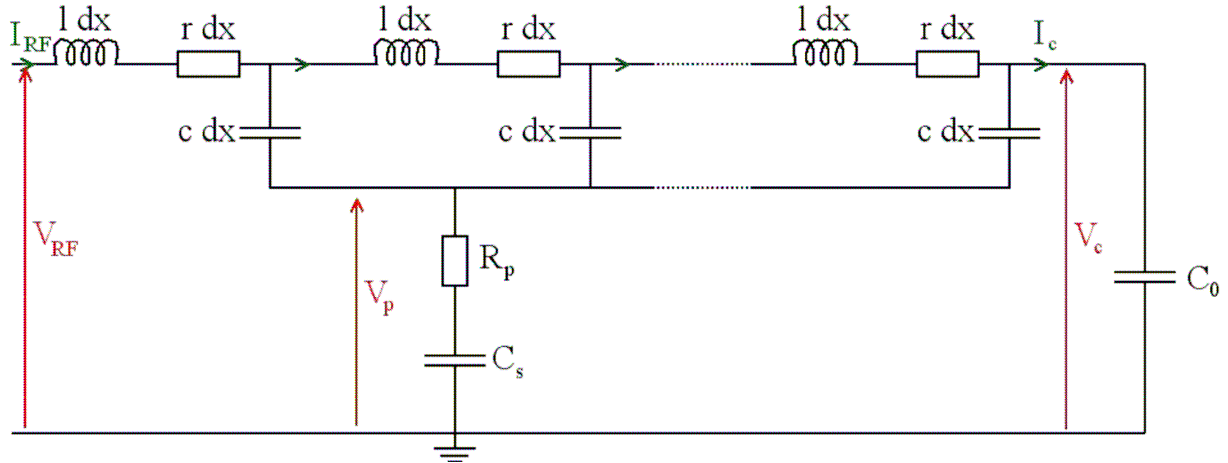 l dx
r dx
l dx
r dx
l dx
r dx
I_RF
I_c
c dx
c dx
c dx
V_RF
V_p
R_p
V_c
C_0
C_s